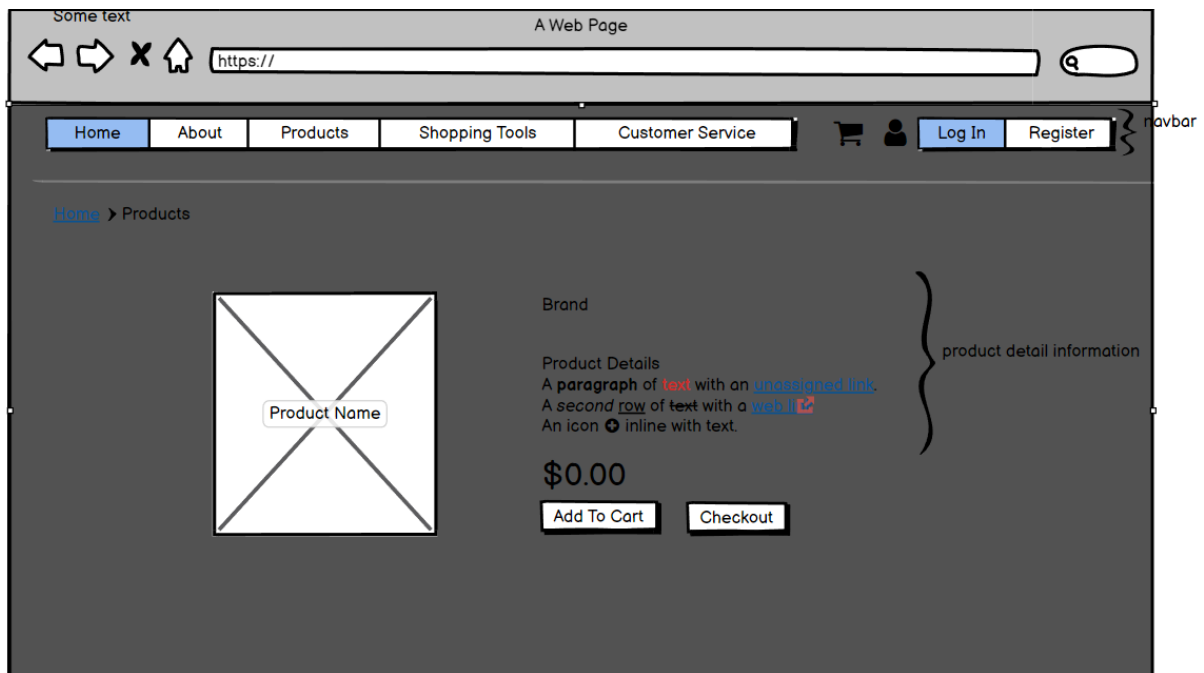 Some text
A Web Page
https://
Home About Products Shopping Tools Customer Service Log In Register
navbar
Home Products
Brand
product detail information
Product Details
A paragraph of text with an unassigned link.
A second row of text with a web li
An icon inline with text.
Product Name
$0.00
Add To Cart Checkout